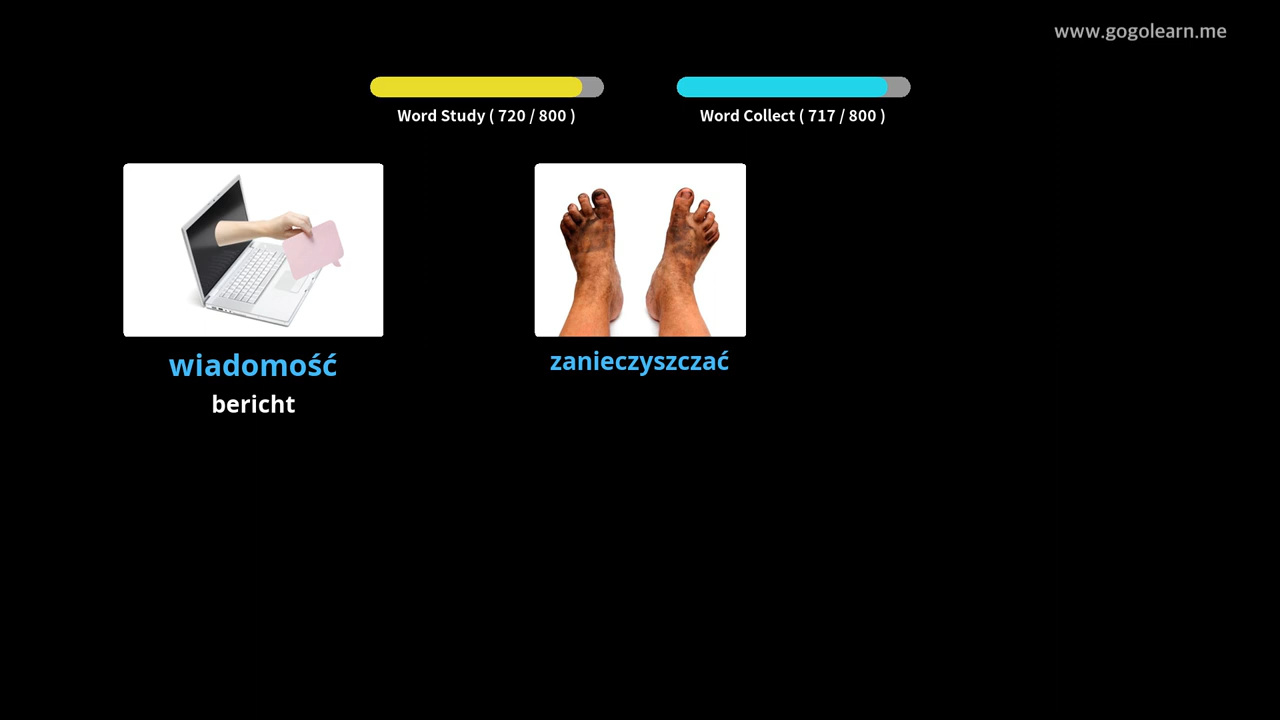 www.gogolearn.me
Word Study ( 720 / 800 )
Word Collect ( 717 / 800 )
wiadomość
bericht
zanieczyszczać